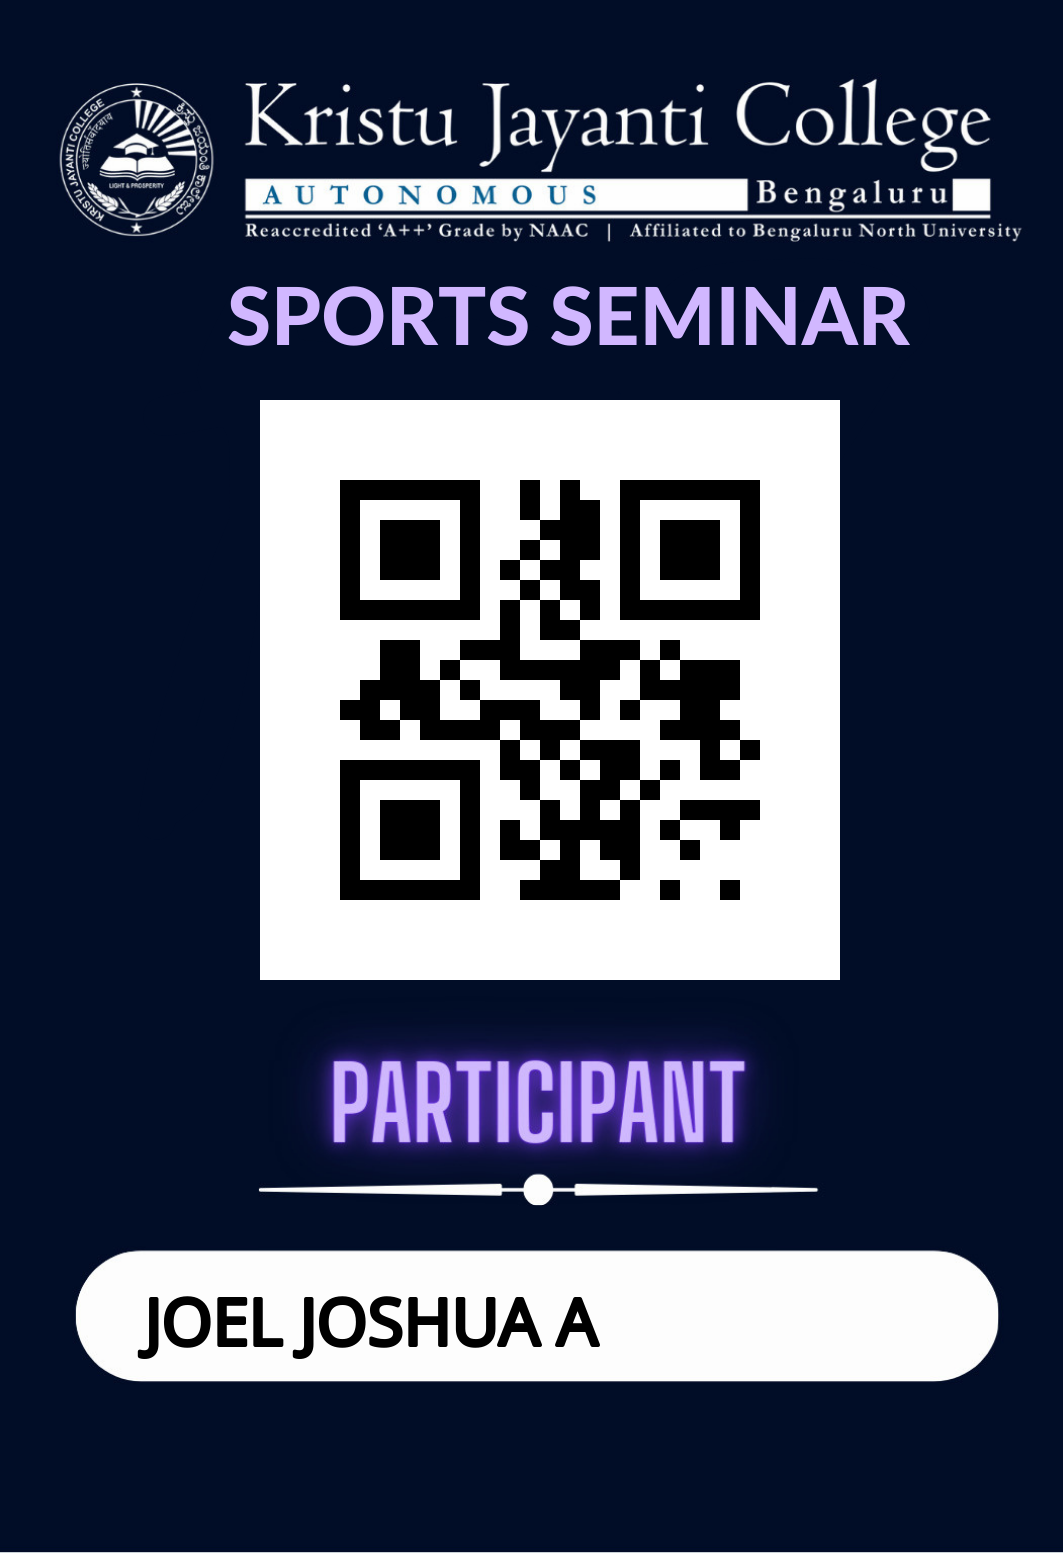 Kristu Jayanti College
AUTONOMOUS Bengaluru
Reaccredited ‘A++’ Grade by NAAC | Affiliated to Bengaluru North University
KRISTU JAYANTI COLLEGE
LIGHT & PROSPERITY
SPORTS SEMINAR
PARTICIPANT
JOEL JOSHUA A